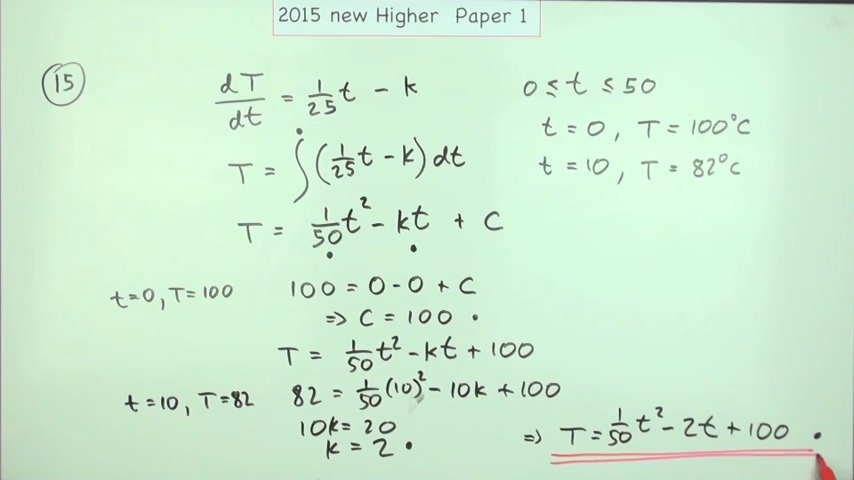 2015 new Higher Paper 1
15
dT/dt = 1/25 t - k
0 ≤ t ≤ 50
t = 0, T = 100°C
T = ∫(1/25 t - k) dt
t = 10, T = 82°C
T = 1/50 t² - kt + C
t=0, T=100
100 = 0 - 0 + C
⇒ C = 100
T = 1/50 t² - kt + 100
t = 10, T = 82
82 = 1/50 (10)² - 10k + 100
10k = 20
k = 2
⇒ T = 1/50 t² - 2t + 100